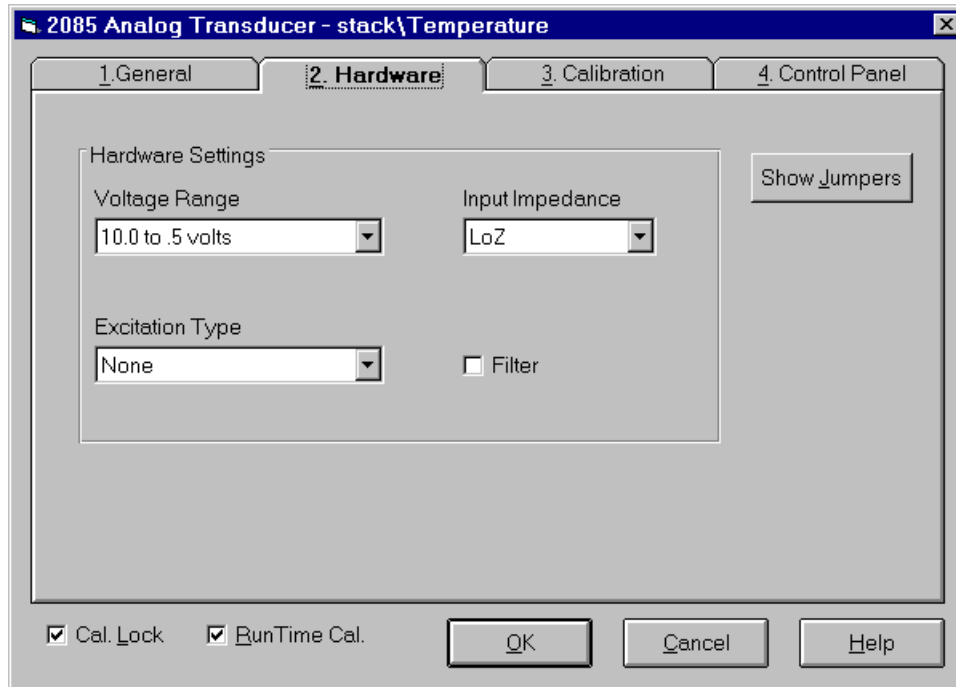 2085 Analog Transducer - stack\Temperature
1.General
2. Hardware
3. Calibration
4. Control Panel
Hardware Settings
Show Jumpers
Voltage Range
Input Impedance
10.0 to .5 volts
LoZ
Excitation Type
None
Filter
Cal. Lock
RunTime Cal.
OK
Cancel
Help